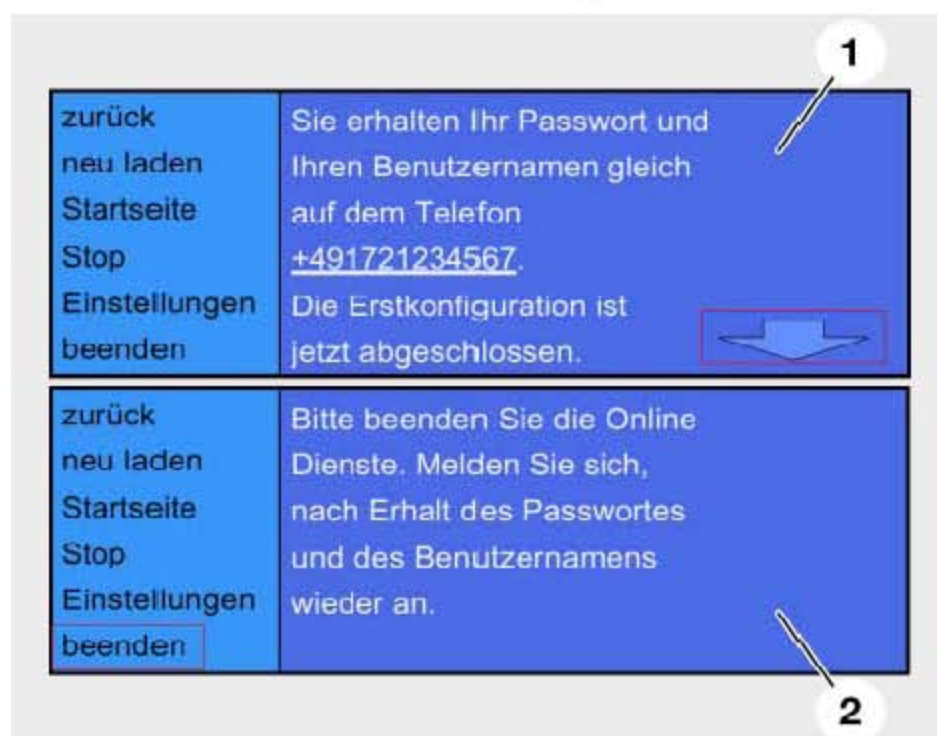 1
zurück
neu laden
Startseite
Stop
Einstellungen
beenden
Sie erhalten Ihr Passwort und
Ihren Benutzernamen gleich
auf dem Telefon
+491721234567.
Die Erstkonfiguration ist
jetzt abgeschlossen.
zurück
neu laden
Startseite
Stop
Einstellungen
beenden
Bitte beenden Sie die Online
Dienste. Melden Sie sich,
nach Erhalt des Passwortes
und des Benutzernamens
wieder an.
2